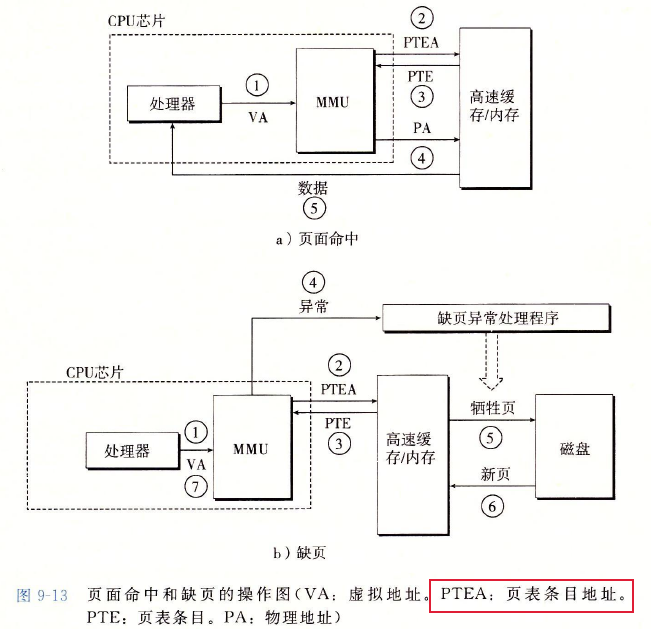 CPU芯片
②
PTEA
①
处理器
VA
MMU
PTE
③
高速缓
存/内存
PA
④
数据
⑤
a）页面命中
④
异常
缺页异常处理程序
CPU芯片
②
PTEA
①
处理器
VA
⑦
MMU
PTE
③
高速缓
存/内存
牺牲页
⑤
磁盘
新页
⑥
b）缺页
图 9-13 页面命中和缺页的操作图(VA：虚拟地址。PTEA：页表条目地址。
PTE：页表条目。PA：物理地址)